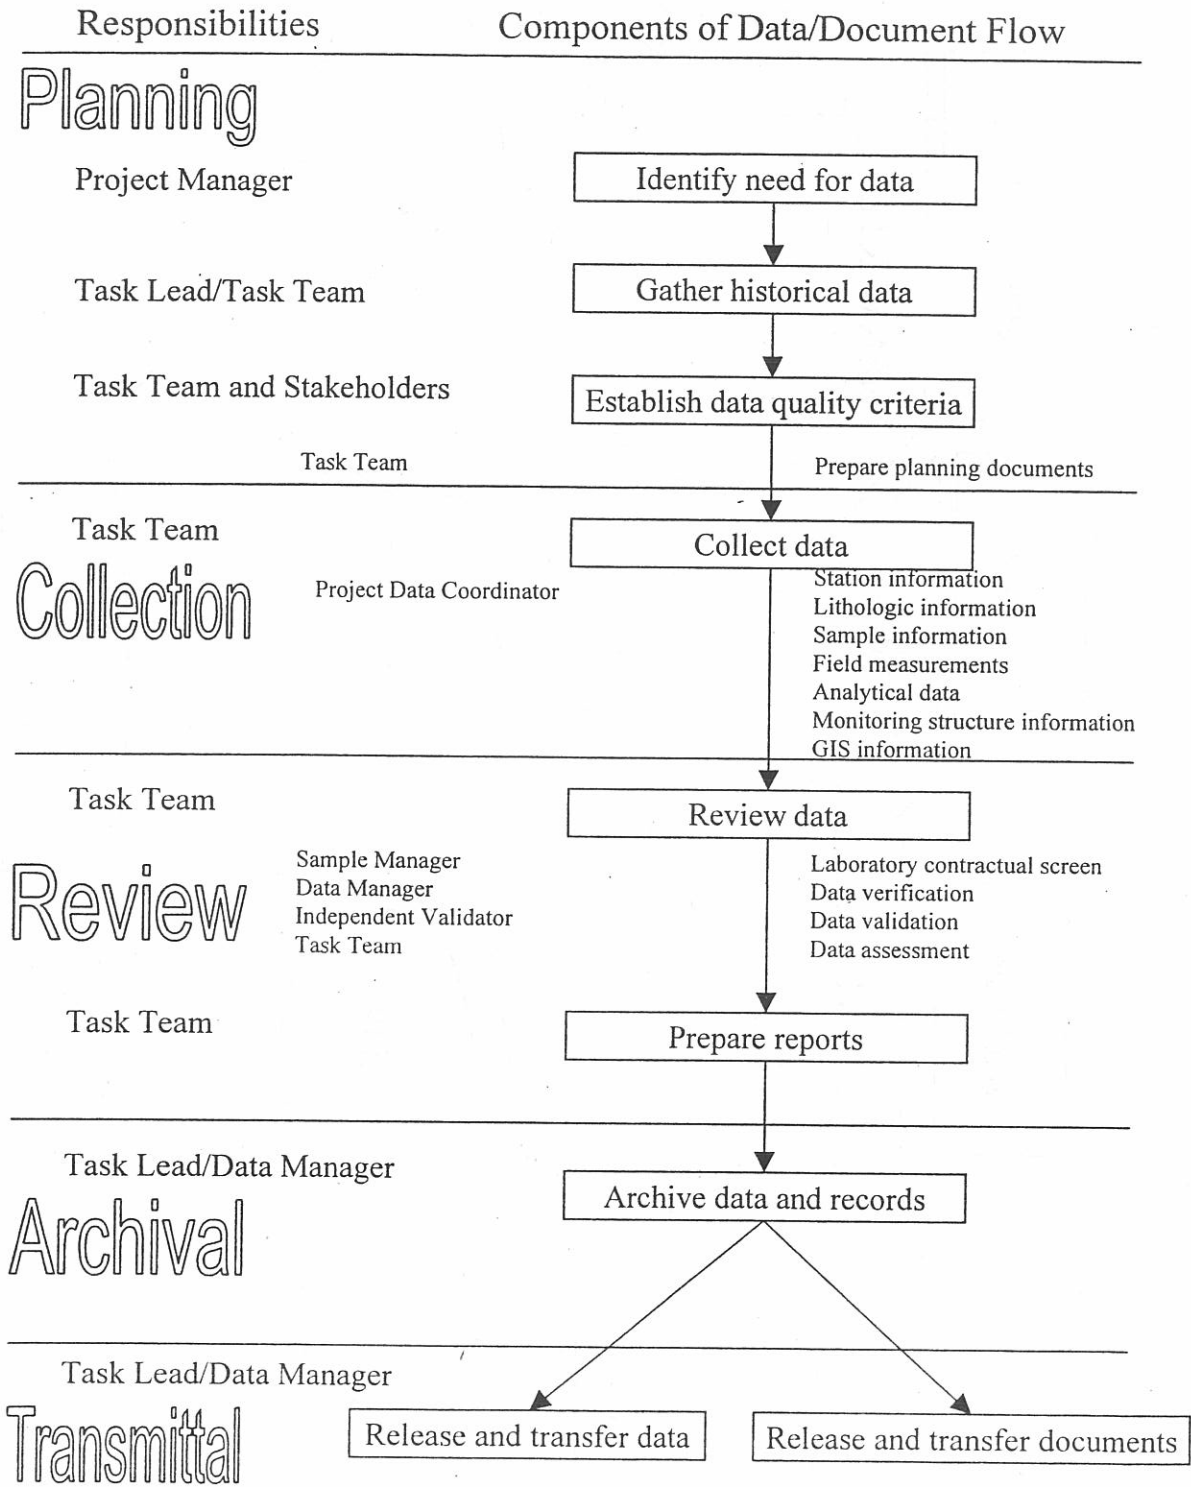 Responsibilities Components of Data/Document Flow
Planning
Project Manager Identify need for data
Task Lead/Task Team Gather historical data
Task Team and Stakeholders Establish data quality criteria
Task Team Prepare planning documents
Task Team Collect data
Collection
Project Data Coordinator Station information
Lithologic information
Sample information
Field measurements
Analytical data
Monitoring structure information
GIS information
Task Team Review data
Review
Sample Manager Laboratory contractual screen
Data Manager Data verification
Independent Validator Data validation
Task Team Data assessment
Task Team Prepare reports
Task Lead/Data Manager Archive data and records
Archival
Task Lead/Data Manager
Transmittal
Release and transfer data Release and transfer documents